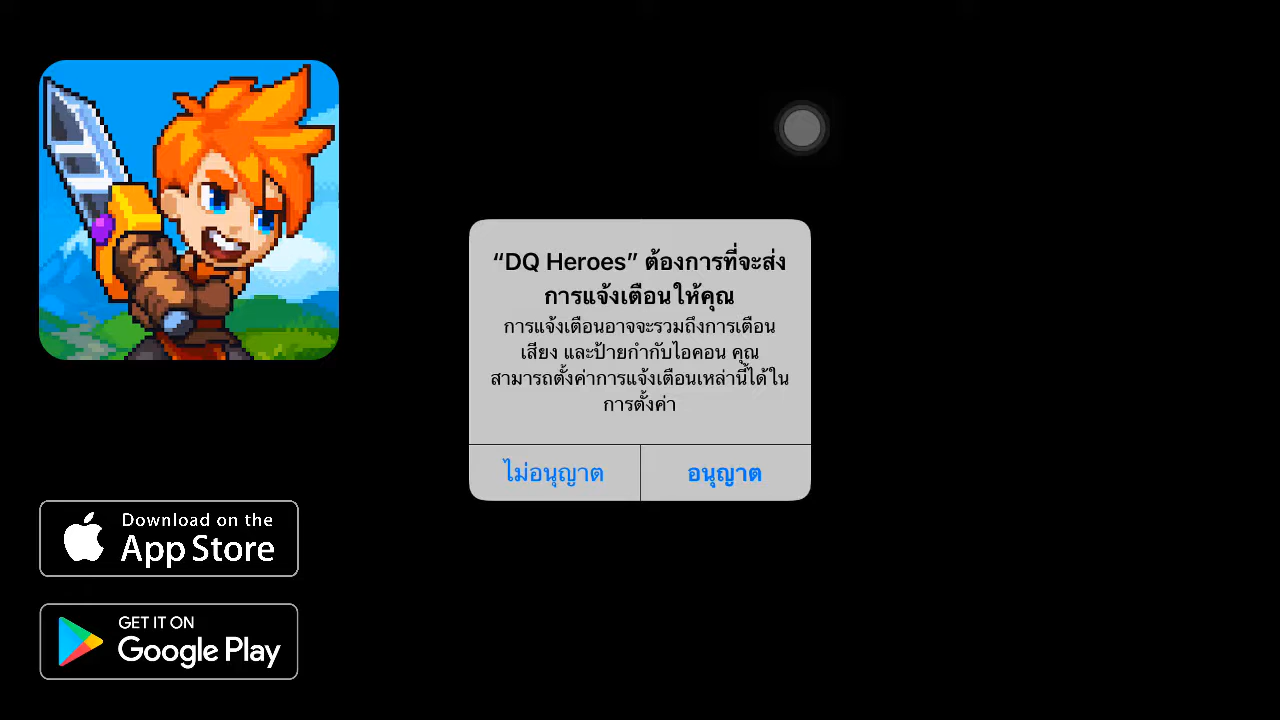 “DQ Heroes” ต้องการที่จะส่ง
การแจ้งเตือนให้คุณ
การแจ้งเตือนอาจจะรวมถึงการเตือน
เสียง และป้ายกำกับไอคอน คุณ
สามารถตั้งค่าการแจ้งเตือนเหล่านี้ได้ใน
การตั้งค่า
ไม่อนุญาต
อนุญาต
Download on the
App Store
GET IT ON
Google Play